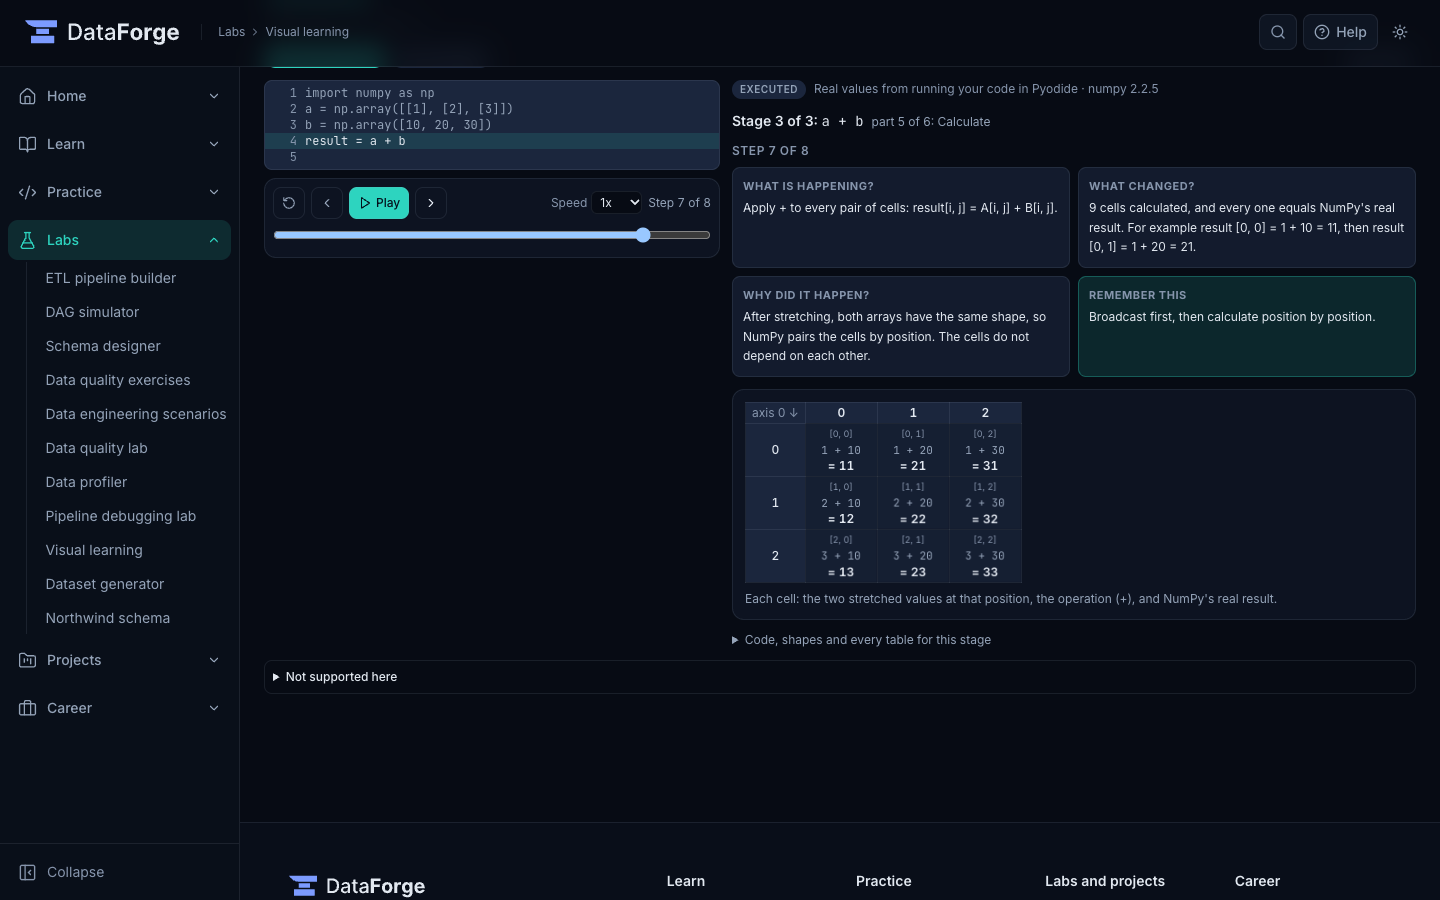 DataForge
Labs > Visual learning
Help
Home
Learn
Practice
Labs
ETL pipeline builder
DAG simulator
Schema designer
Data quality exercises
Data engineering scenarios
Data quality lab
Data profiler
Pipeline debugging lab
Visual learning
Dataset generator
Northwind schema
Projects
Career
Collapse
1 import numpy as np
2 a = np.array([[1], [2], [3]])
3 b = np.array([10, 20, 30])
4 result = a + b
5
Play
Speed 1x Step 7 of 8
EXECUTED Real values from running your code in Pyodide · numpy 2.2.5
Stage 3 of 3: a + b part 5 of 6: Calculate
STEP 7 OF 8
WHAT IS HAPPENING?
Apply + to every pair of cells: result[i, j] = A[i, j] + B[i, j].
WHAT CHANGED?
9 cells calculated, and every one equals NumPy's real
result. For example result [0, 0] = 1 + 10 = 11, then result
[0, 1] = 1 + 20 = 21.
WHY DID IT HAPPEN?
After stretching, both arrays have the same shape, so
NumPy pairs the cells by position. The cells do not
depend on each other.
REMEMBER THIS
Broadcast first, then calculate position by position.
axis 0 ↓ 0 1 2
[0, 0] [0, 1] [0, 2]
0 1 + 10 1 + 20 1 + 30
= 11 = 21 = 31
[1, 0] [1, 1] [1, 2]
1 2 + 10 2 + 20 2 + 30
= 12 = 22 = 32
[2, 0] [2, 1] [2, 2]
2 3 + 10 3 + 20 3 + 30
= 13 = 23 = 33
Each cell: the two stretched values at that position, the operation (+), and NumPy's real result.
Code, shapes and every table for this stage
Not supported here
DataForge
Learn
Practice
Labs and projects
Career